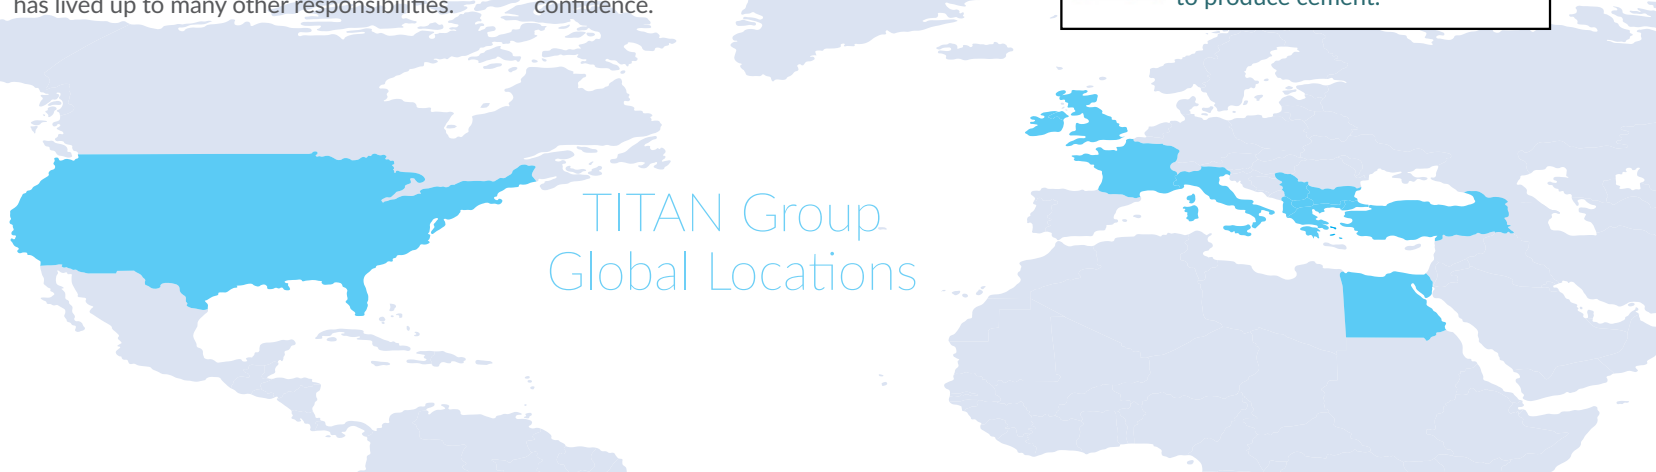 has lived up to many other responsibilities.
confidence.
to produce cement.
TITAN Group
Global Locations